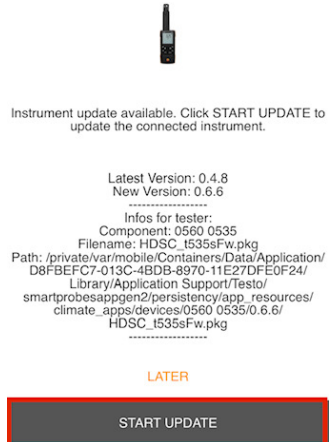 Instrument update available. Click START UPDATE to
update the connected instrument.
Latest Version: 0.4.8
New Version: 0.6.6
------------------
Infos for tester:
Component: 0560 0535
Filename: HDSC_t535sFw.pkg
Path: /private/var/mobile/Containers/Data/Application/
D8FBEFC7-013C-4BDB-8970-11E27DFE0F24/
Library/Application Support/Testo/
smartprobesappgen2/persistency/app_resources/
climate_apps/devices/0560 0535/0.6.6/
HDSC_t535sFw.pkg
------------------
LATER
START UPDATE